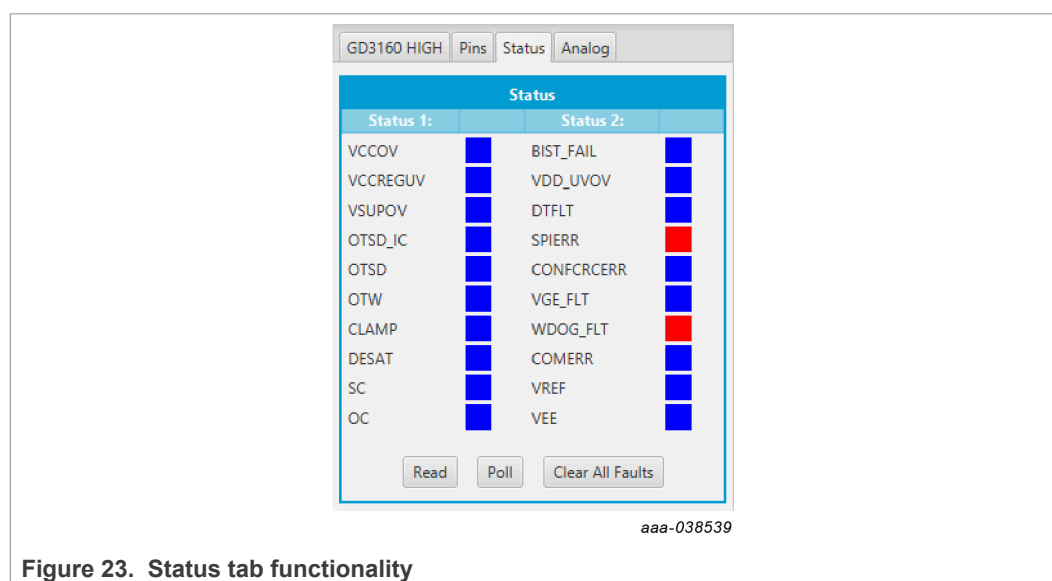 GD3160 HIGH Pins Status Analog
Status
Status 1: Status 2:
VCCOV BIST_FAIL
VCCREGUV VDD_UVOV
VSUPOV DTFLT
OTSD_IC SPIERR
OTSD CONFCRCERR
OTW VGE_FLT
CLAMP WDOG_FLT
DESAT COMERR
SC VREF
OC VEE
Read Poll Clear All Faults
aaa-038539
Figure 23. Status tab functionality